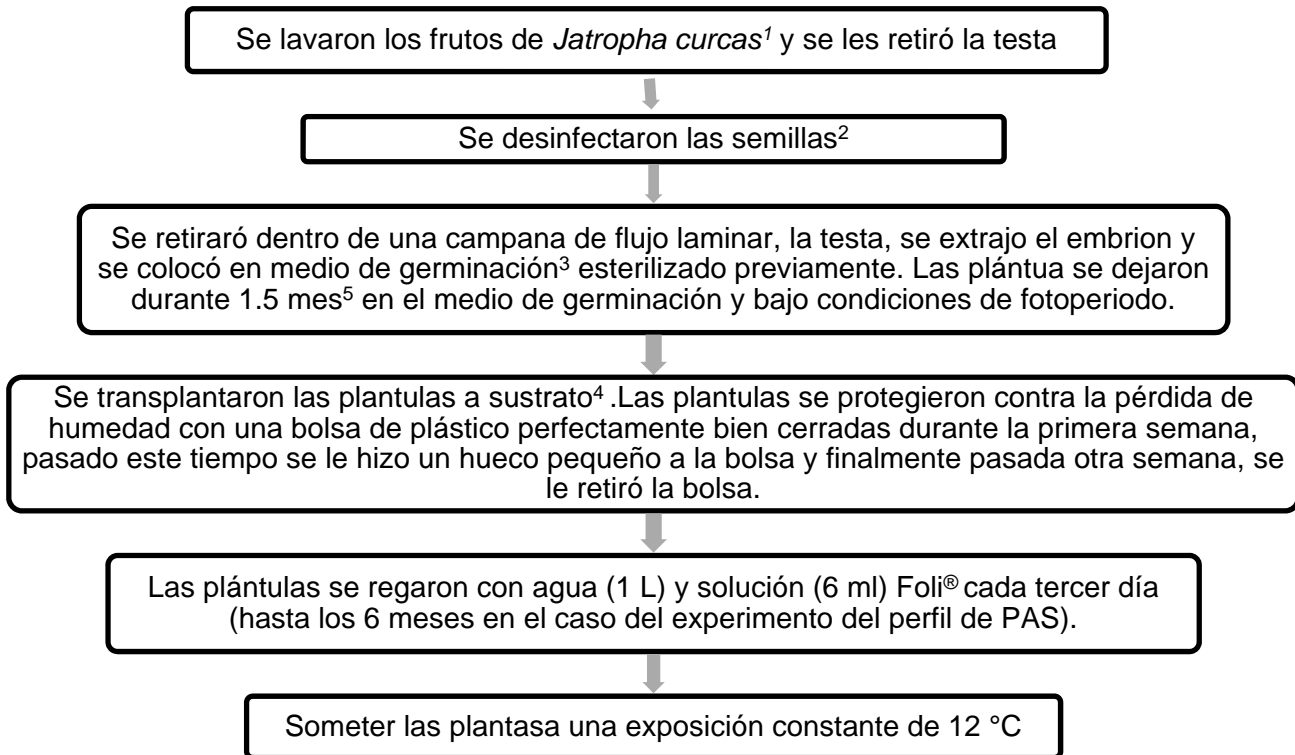 Se lavaron los frutos de Jatropha curcas¹ y se les retiró la testa
Se desinfectaron las semillas²
Se retiraró dentro de una campana de flujo laminar, la testa, se extrajo el embrion y
se colocó en medio de germinación³ esterilizado previamente. Las plántua se dejaron
durante 1.5 mes⁵ en el medio de germinación y bajo condiciones de fotoperiodo.
Se transplantaron las plantulas a sustrato⁴ .Las plantulas se protegieron contra la pérdida de
humedad con una bolsa de plástico perfectamente bien cerradas durante la primera semana,
pasado este tiempo se le hizo un hueco pequeño a la bolsa y finalmente pasada otra semana, se
le retiró la bolsa.
Las plántulas se regaron con agua (1 L) y solución (6 ml) Foli® cada tercer día
(hasta los 6 meses en el caso del experimento del perfil de PAS).
Someter las plantasa una exposición constante de 12 °C